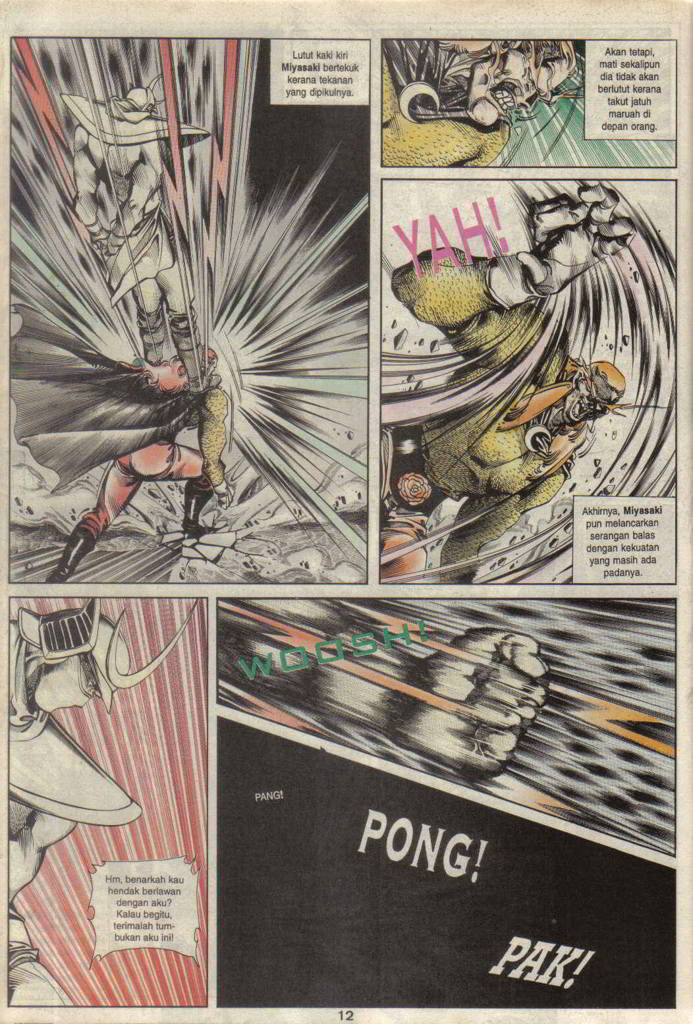 Lutut kaki kiri
Miyasaki bertekuk
kerana tekanan
yang dipikulnya.
Akan tetapi,
mati sekalipun
dia tidak akan
berlutut kerana
takut jatuh
maruah di
depan orang.
YAH!
Akhirnya, Miyasaki
pun melancarkan
serangan balas
dengan kekuatan
yang masih ada
padanya.
Hm, benarkah kau
hendak berlawan
dengan aku?
Kalau begitu,
terimalah tum-
bukan aku ini!
WOOSH!
PANG!
PONG!
PAK!
12